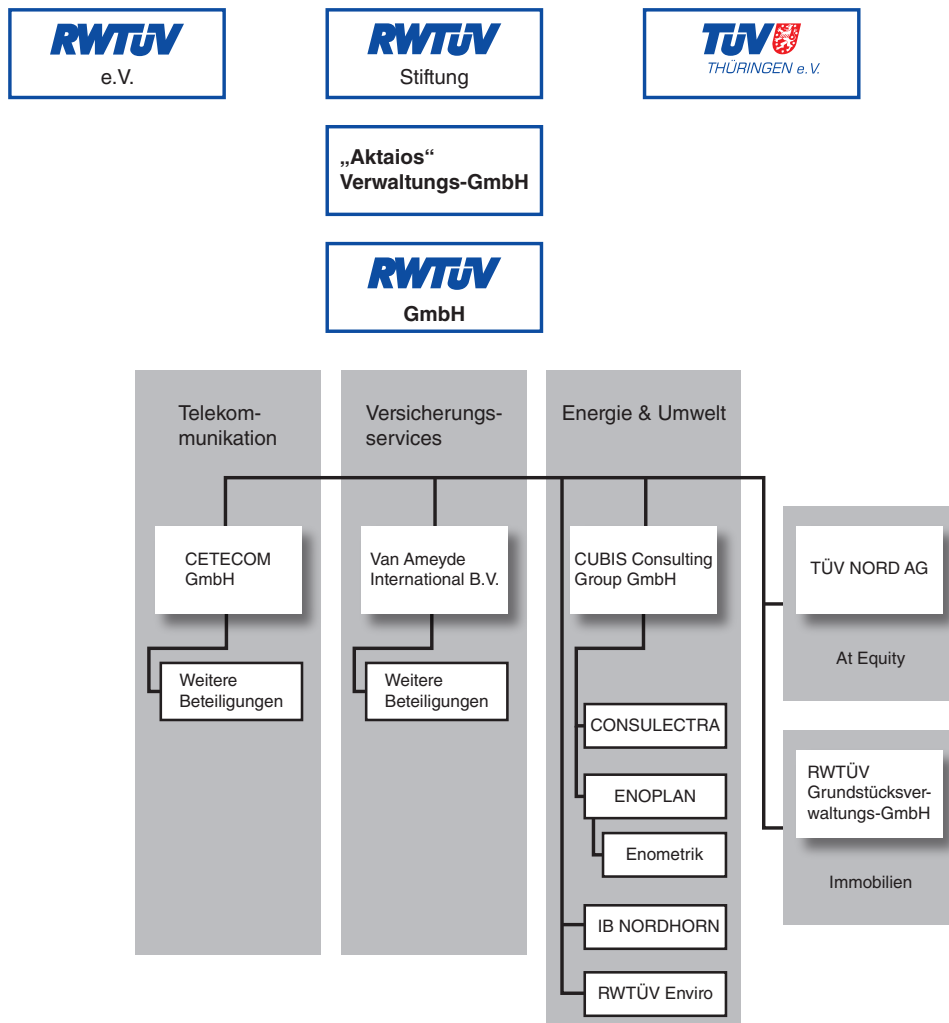 RWTÜV
e.V.
RWTÜV
Stiftung
TÜV
THÜRINGEN e.V.
„Aktaios“
Verwaltungs-GmbH
RWTÜV
GmbH
Telekom-
munikation
Versicherungs-
services
Energie & Umwelt
CETECOM
GmbH
Van Ameyde
International B.V.
CUBIS Consulting
Group GmbH
TÜV NORD AG
At Equity
Weitere
Beteiligungen
Weitere
Beteiligungen
CONSULECTRA
ENOPLAN
Enometrik
IB NORDHORN
RWTÜV Enviro
RWTÜV
Grundstücksver-
waltungs-GmbH
Immobilien